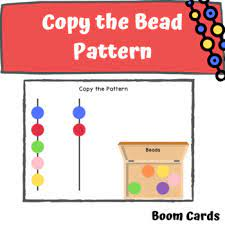 Copy the Bead
Pattern
Copy the Pattern
Beads
Boom Cards